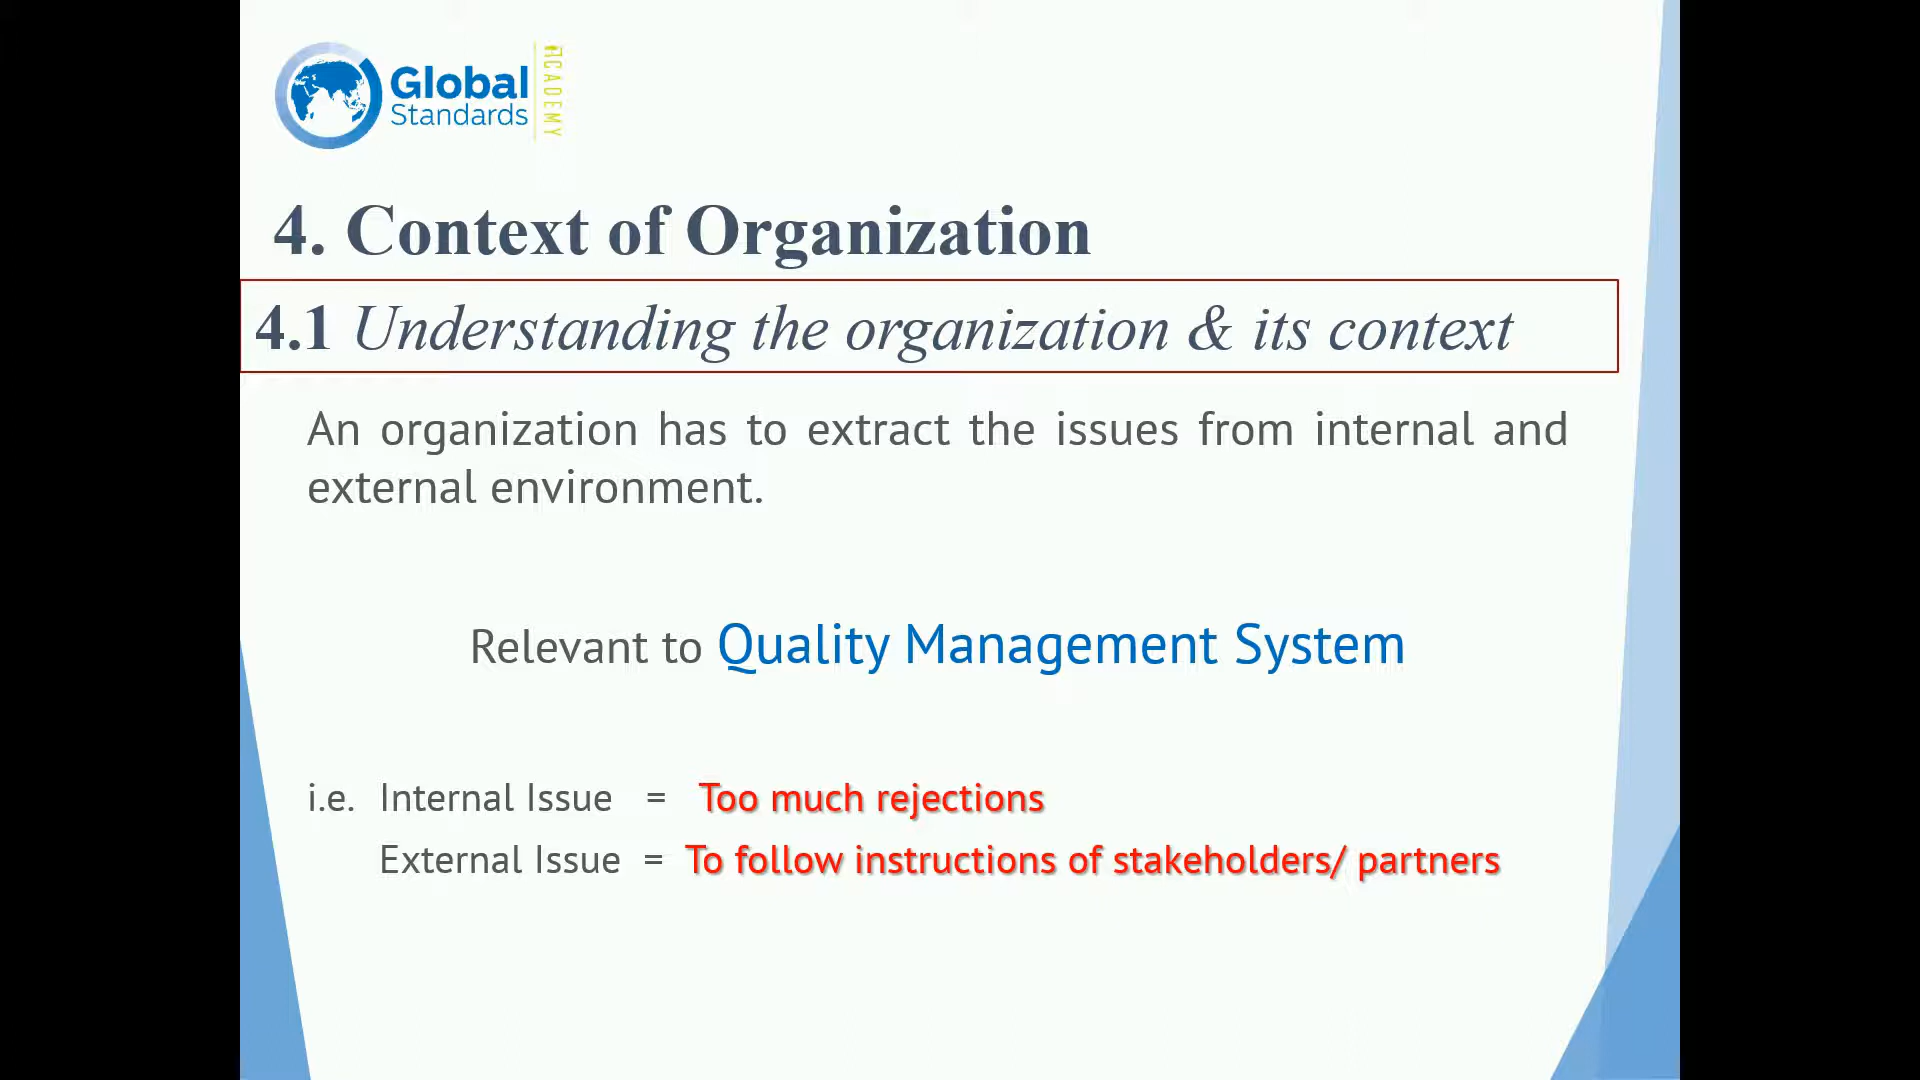 Global
Standards
ACADEMY
4. Context of Organization
4.1 Understanding the organization & its context
An organization has to extract the issues from internal and
external environment.
Relevant to Quality Management System
i.e. Internal Issue = Too much rejections
External Issue = To follow instructions of stakeholders/ partners